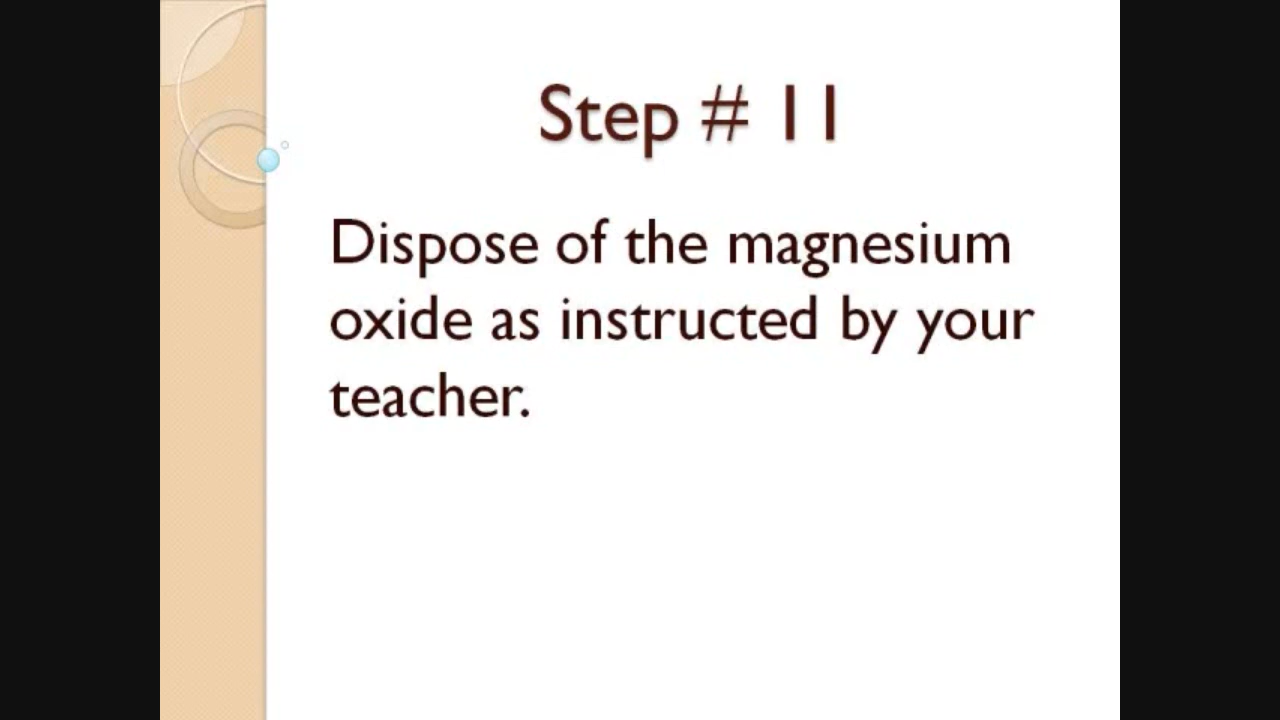 Step # 11
Dispose of the magnesium
oxide as instructed by your
teacher.